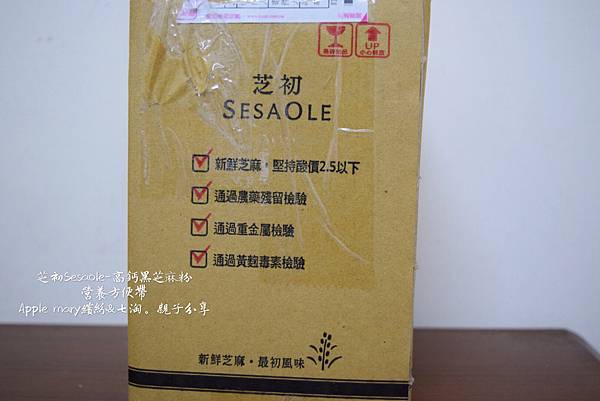 UP
小心輕放
芝初
SESAOLE
新鮮芝麻，堅持酸價2.5以下
通過農藥殘留檢驗
通過重金屬檢驗
通過黃麴毒素檢驗
芝初Sesaole-高鈣黑芝麻粉
營養方便帶
Apple mary繽紛&七淘。親子分享
新鮮芝麻·最初風味